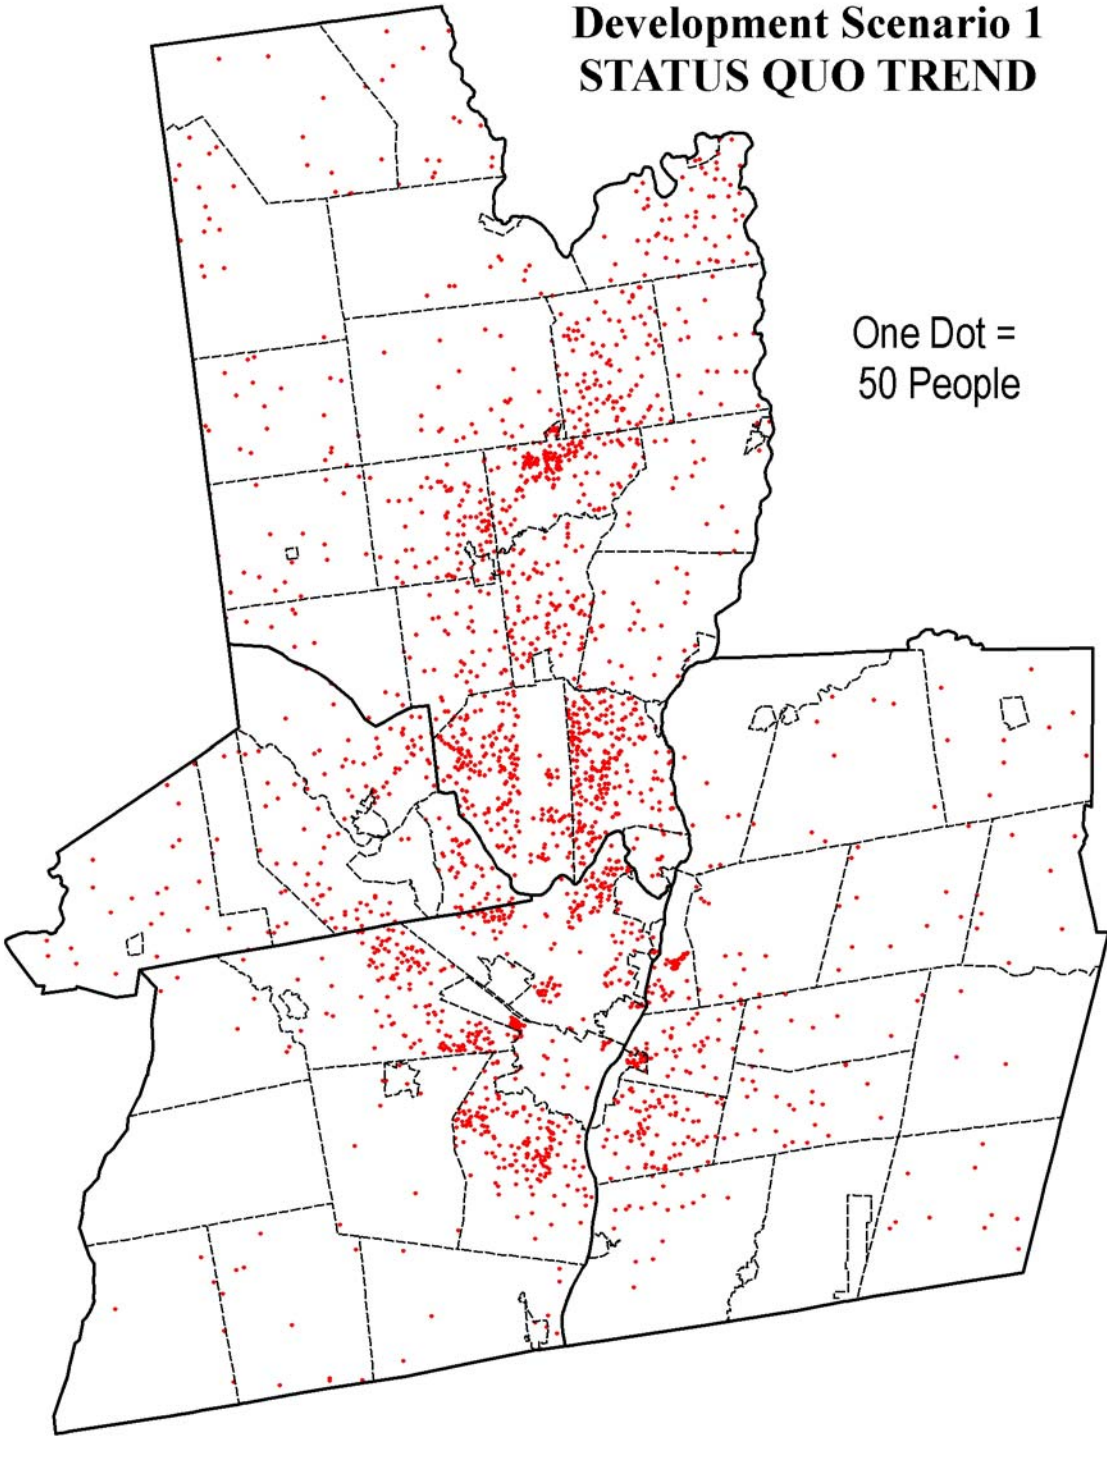 Development Scenario 1
STATUS QUO TREND
One Dot =
50 People